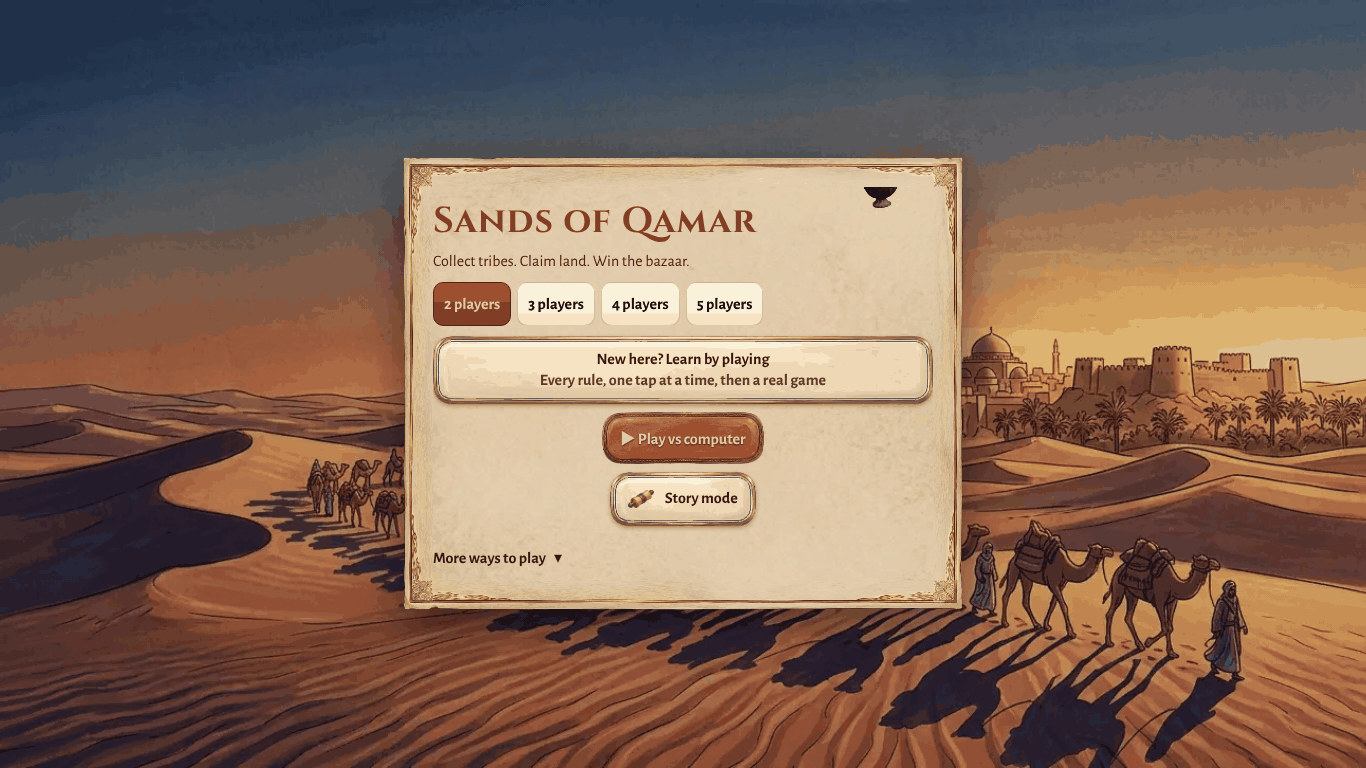 Sands of Qamar
Collect tribes. Claim land. Win the bazaar.
2 players
3 players
4 players
5 players
New here? Learn by playing
Every rule, one tap at a time, then a real game
▶ Play vs computer
Story mode
More ways to play ▼